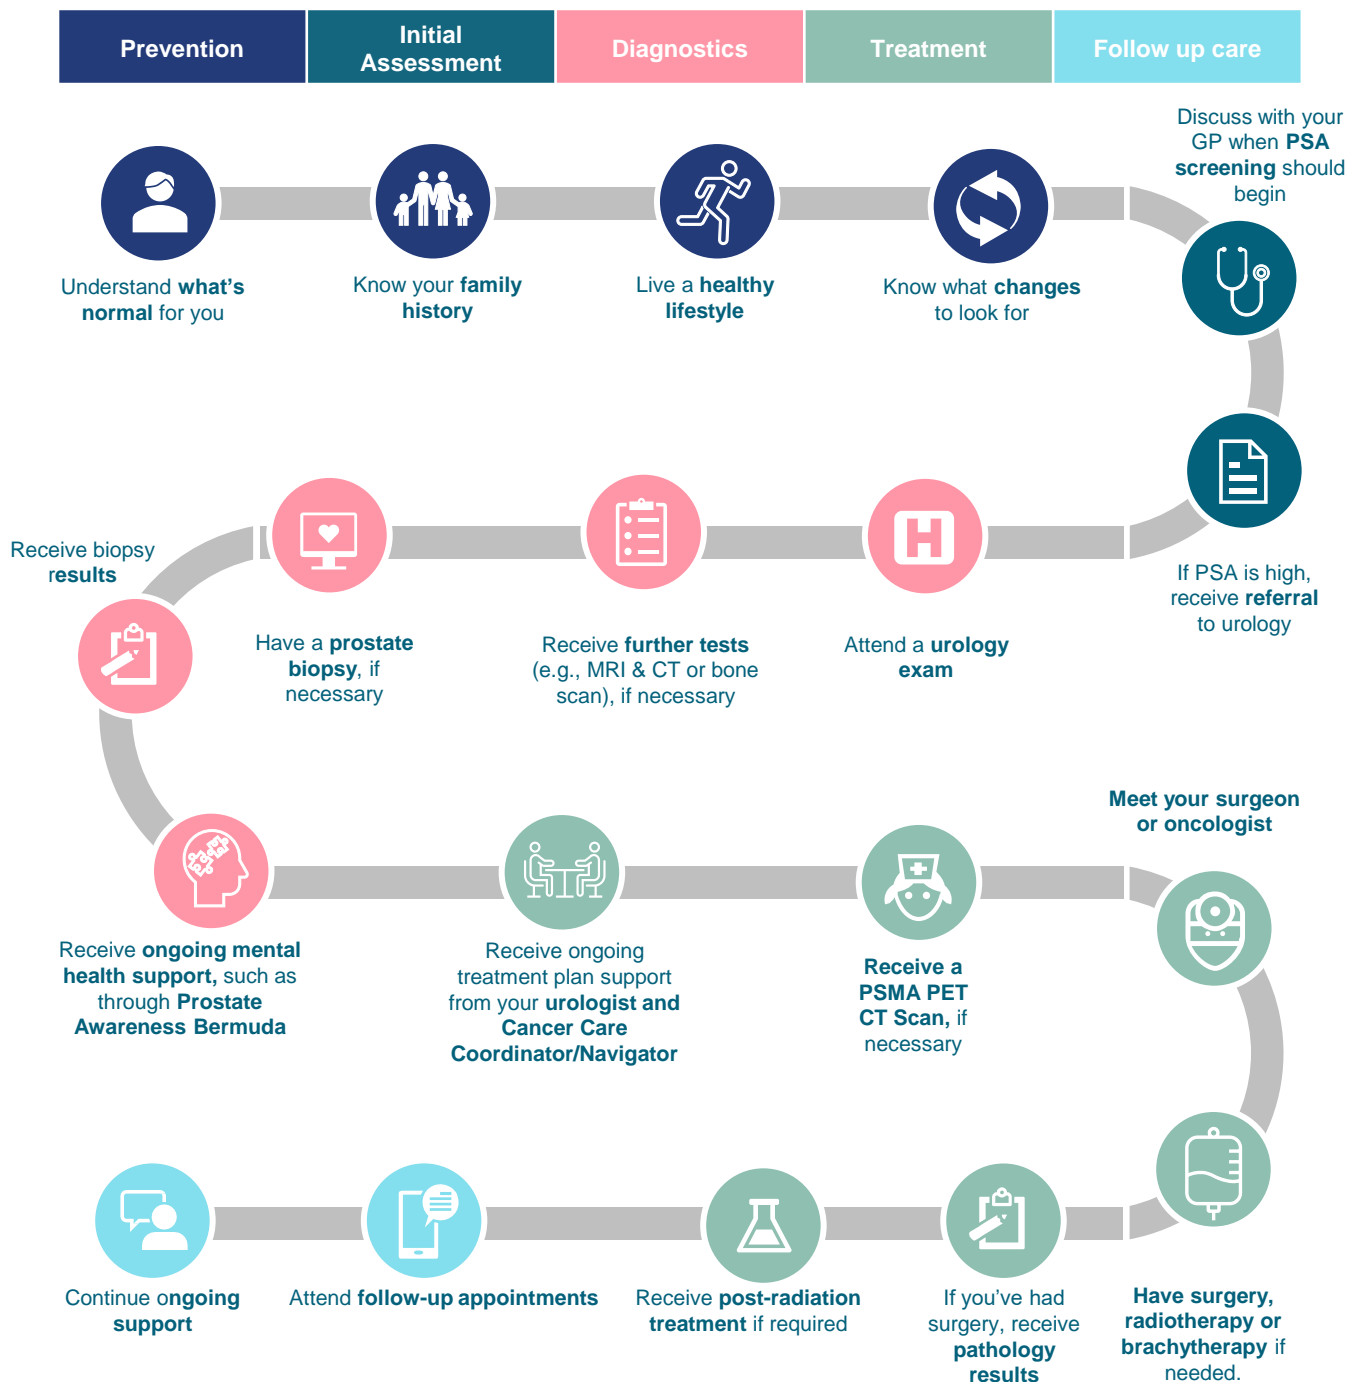 Prevention
Initial
Assessment
Diagnostics
Treatment
Follow up care
Understand what's
normal for you
Know your family
history
Live a healthy
lifestyle
Know what changes
to look for
Discuss with your
GP when PSA
screening should
begin
If PSA is high,
receive referral
to urology
Attend a urology
exam
Receive further tests
(e.g., MRI & CT or bone
scan), if necessary
Have a prostate
biopsy, if
necessary
Receive biopsy
results
Receive ongoing mental
health support, such as
through Prostate
Awareness Bermuda
Receive ongoing
treatment plan support
from your urologist and
Cancer Care
Coordinator/Navigator
Receive a
PSMA PET
CT Scan, if
necessary
Meet your surgeon
or oncologist
Have surgery,
radiotherapy or
brachytherapy if
needed.
If you've had
surgery, receive
pathology
results
Receive post-radiation
treatment if required
Attend follow-up appointments
Continue ongoing
support
H